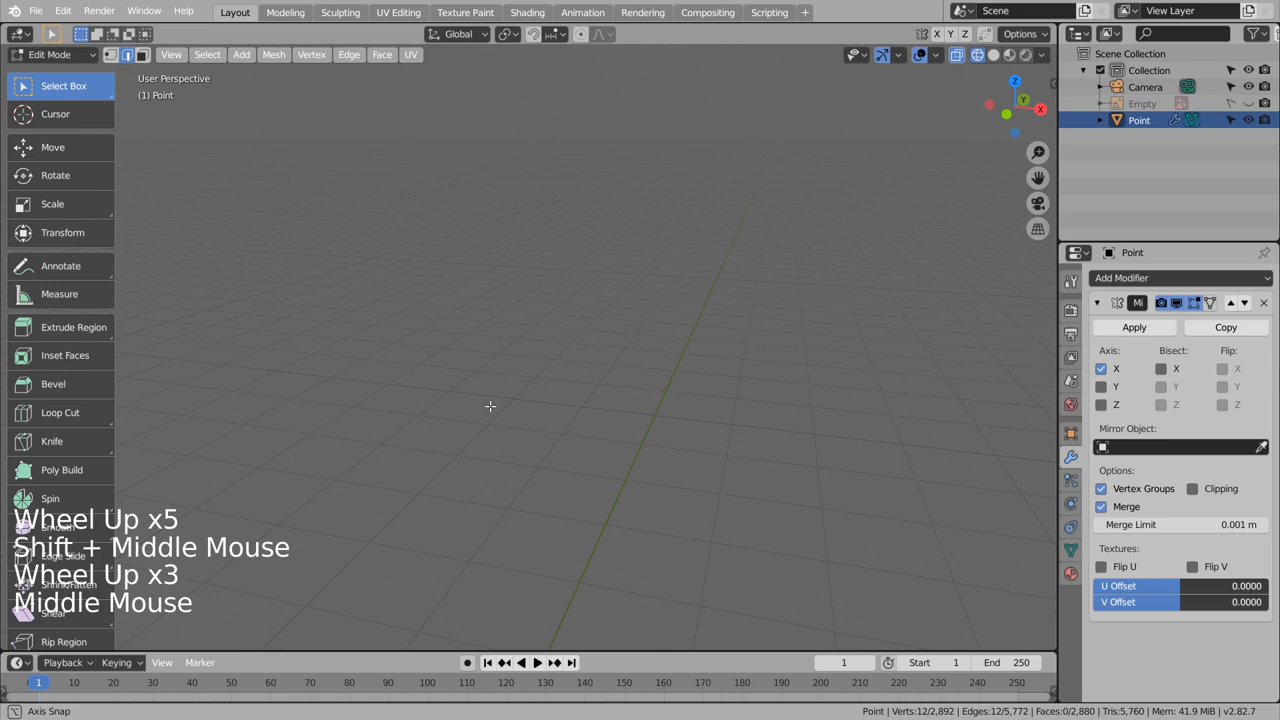 File Edit Render Window Help Layout Modeling Sculpting UV Editing Texture Paint Shading Animation Rendering Compositing Scripting + Scene View Layer
Global X Y Z Options
Edit Mode View Select Add Mesh Vertex Edge Face UV
Scene Collection
Collection
Camera
Empty
Point
User Perspective
(1) Point
Z
Y
X
Select Box
Cursor
Move
Rotate
Scale
Transform
Annotate
Measure
Extrude Region
Inset Faces
Bevel
Loop Cut
Knife
Poly Build
Spin
Smooth
Edge Slide
Shrink/Fatten
Shear
Rip Region
Wheel Up x5
Shift + Middle Mouse
Wheel Up x3
Middle Mouse
Point
Add Modifier
Mi
Apply Copy
Axis: Bisect: Flip:
X X X
Y Y Y
Z Z Z
Mirror Object:
Options:
Vertex Groups Clipping
Merge
Merge Limit 0.001 m
Textures:
Flip U Flip V
U Offset 0.0000
V Offset 0.0000
Playback Keying View Marker 1 Start 1 End 250
1 10 20 30 40 50 60 70 80 90 100 110 120 130 140 150 160 170 180 190 200 210 220 230 240 250
Axis Snap Point | Verts:12/2,892 | Edges:12/5,772 | Faces:0/2,880 | Tris:5,760 | Mem: 41.9 MiB | v2.82.7